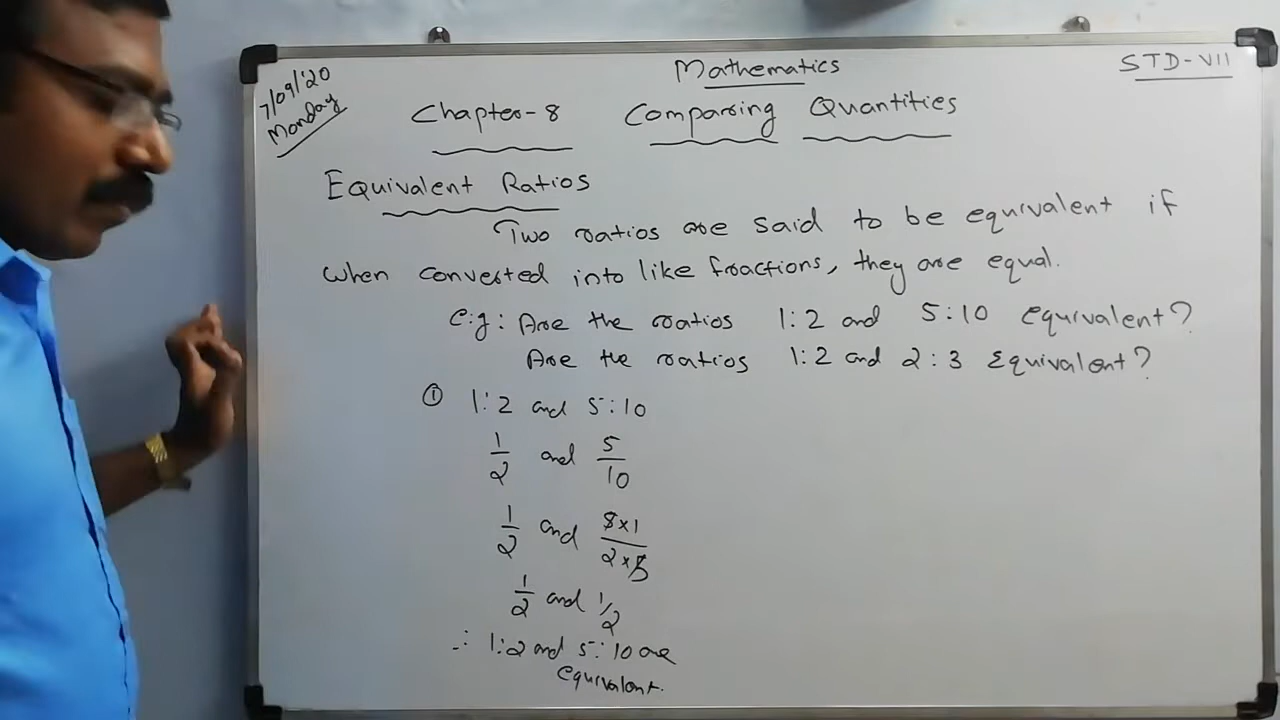 7/09/'20
Monday
Mathematics
STD-VII
Chapter-8 Comparing Quantities
Equivalent Ratios
Two ratios are said to be equivalent if
when converted into like fractions, they are equal.
e.g: Are the ratios 1:2 and 5:10 equivalent?
Are the ratios 1:2 and 2:3 Equivalent?
① 1:2 and 5:10
1/2 and 5/10
1/2 and 5×1/2×5
1/2 and 1/2
∴ 1:2 and 5:10 are
equivalent.